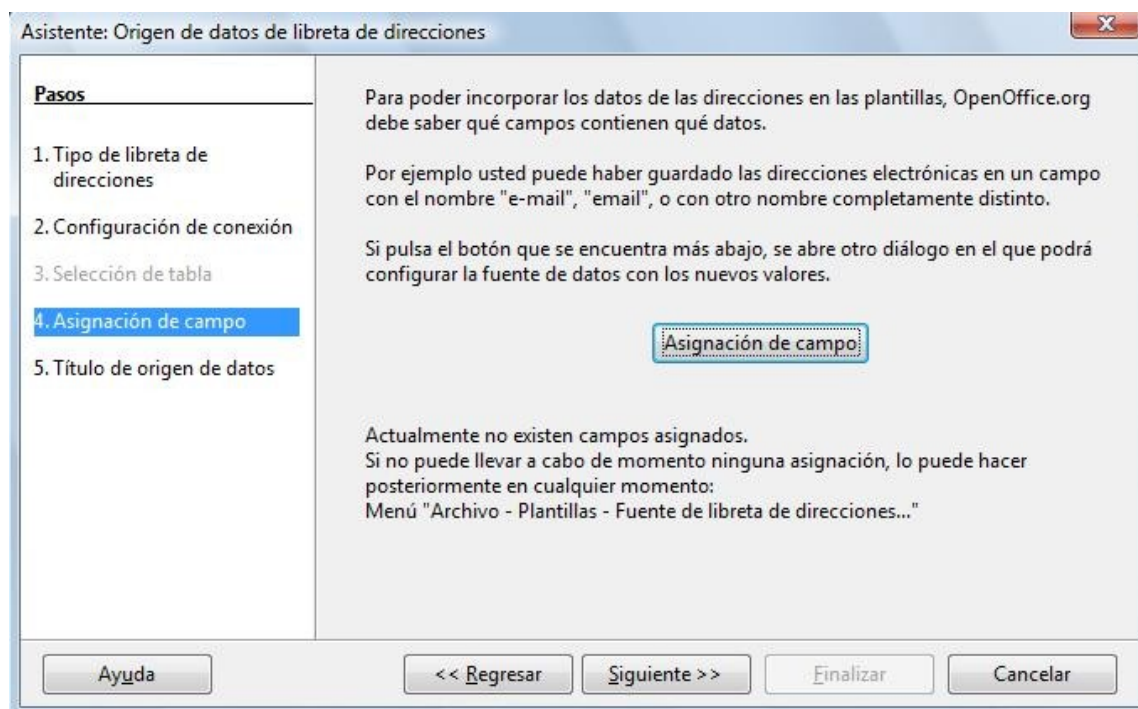 Asistente: Origen de datos de libreta de direcciones
X
Pasos
1. Tipo de libreta de
direcciones
2. Configuración de conexión
3. Selección de tabla
4. Asignación de campo
5. Título de origen de datos
Para poder incorporar los datos de las direcciones en las plantillas, OpenOffice.org
debe saber qué campos contienen qué datos.
Por ejemplo usted puede haber guardado las direcciones electrónicas en un campo
con el nombre "e-mail", "email", o con otro nombre completamente distinto.
Si pulsa el botón que se encuentra más abajo, se abre otro diálogo en el que podrá
configurar la fuente de datos con los nuevos valores.
Asignación de campo
Actualmente no existen campos asignados.
Si no puede llevar a cabo de momento ninguna asignación, lo puede hacer
posteriormente en cualquier momento:
Menú "Archivo - Plantillas - Fuente de libreta de direcciones..."
Ayuda
<< Regresar
Siguiente >>
Finalizar
Cancelar